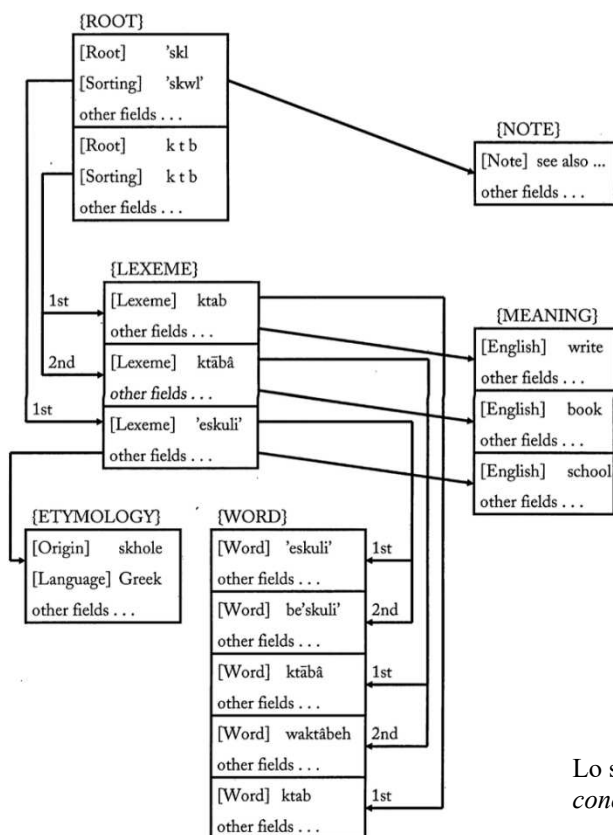 {ROOT}
[Root] 'skl
[Sorting] 'skwl'
other fields . . .
[Root] k t b
[Sorting] k t b
other fields . . .
{NOTE}
[Note] see also ...
other fields . . .
{LEXEME}
1st
[Lexeme] ktab
other fields . . .
2nd
[Lexeme] ktābâ
other fields . . .
1st
[Lexeme] 'eskuli'
other fields . . .
{MEANING}
[English] write
other fields . . .
[English] book
other fields . . .
[English] school
other fields . . .
{ETYMOLOGY}
[Origin] skhole
[Language] Greek
other fields . . .
{WORD}
[Word] 'eskuli'
1st
other fields . . .
[Word] be'skuli'
2nd
other fields . . .
[Word] ktābâ
1st
other fields . . .
[Word] waktâbeh
2nd
other fields . . .
[Word] ktab
1st
other fields . . .
Lo